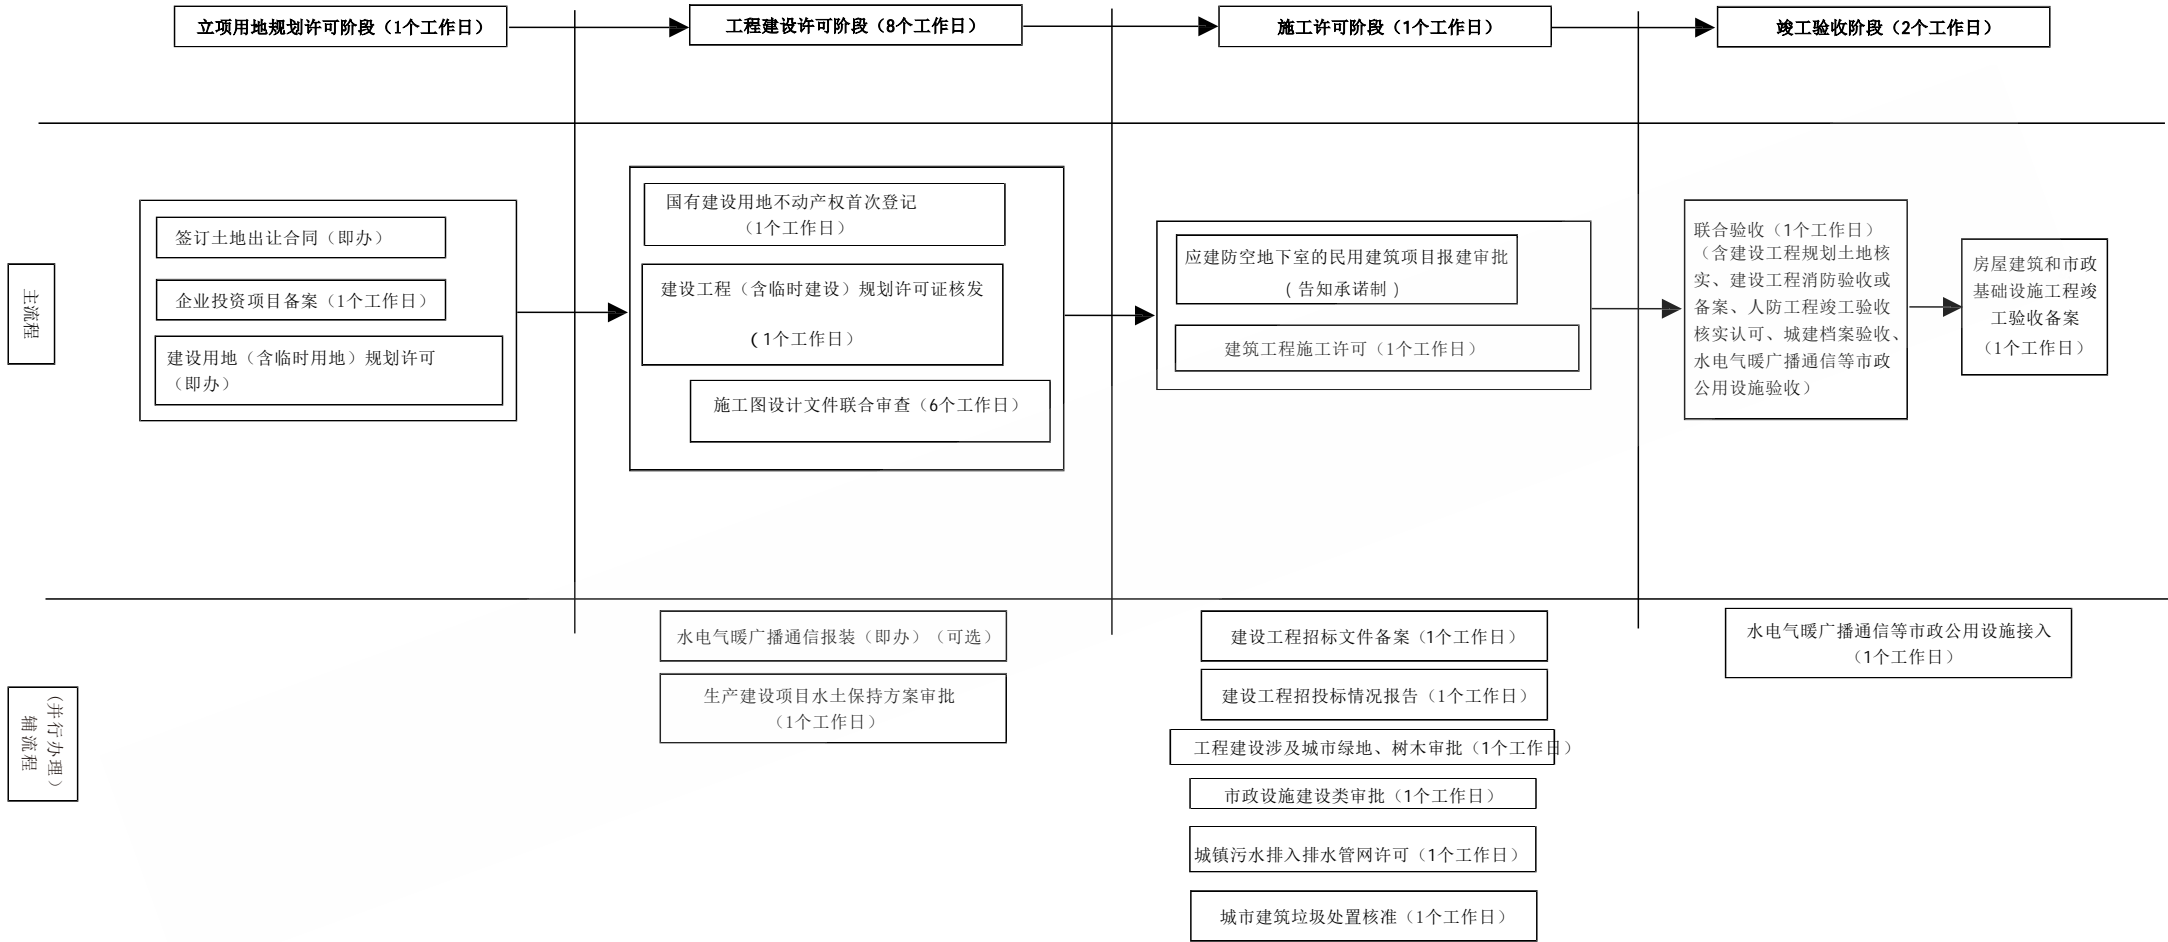 立项用地规划许可阶段（1个工作日）
工程建设许可阶段（8个工作日）
施工许可阶段（1个工作日）
竣工验收阶段（2个工作日）
主流程
签订土地出让合同（即办）
企业投资项目备案（1个工作日）
建设用地（含临时用地）规划许可
（即办）
国有建设用地不动产权首次登记
（1个工作日）
建设工程（含临时建设）规划许可证核发
（1个工作日）
施工图设计文件联合审查（6个工作日）
应建防空地下室的民用建筑项目报建审批
（告知承诺制）
建筑工程施工许可（1个工作日）
联合验收（1个工作日）
（含建设工程规划土地核
实、建设工程消防验收或
备案、人防工程竣工验收
核实认可、城建档案验收、
水电气暖广播通信等市政
公用设施验收）
房屋建筑和市政
基础设施工程竣
工验收备案
（1个工作日）
（并行办理）
辅流程
水电气暖广播通信报装（即办）（可选）
生产建设项目水土保持方案审批
（1个工作日）
建设工程招标文件备案（1个工作日）
建设工程招投标情况报告（1个工作日）
工程建设涉及城市绿地、树木审批（1个工作日）
市政设施建设类审批（1个工作日）
城镇污水排入排水管网许可（1个工作日）
城市建筑垃圾处置核准（1个工作日）
水电气暖广播通信等市政公用设施接入
（1个工作日）